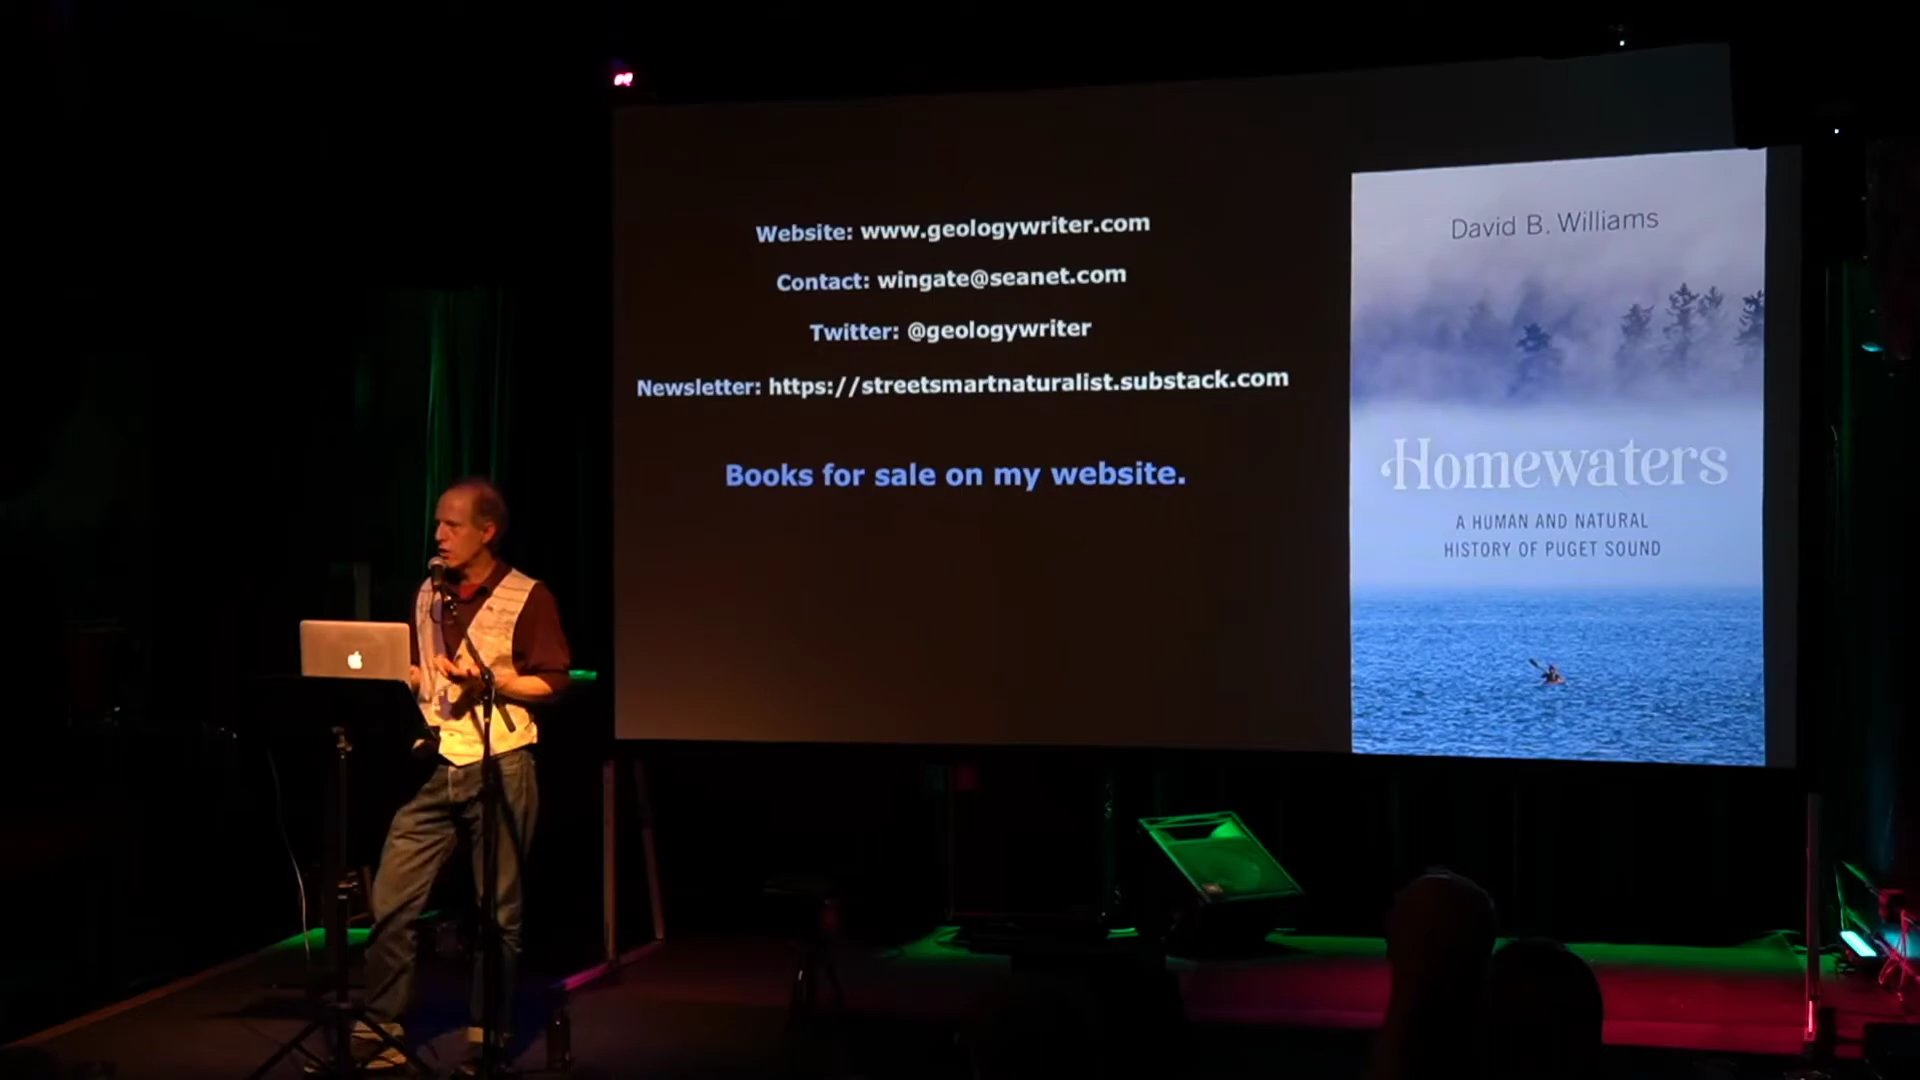 Website: www.geologywriter.com
Contact: wingate@seanet.com
Twitter: @geologywriter
Newsletter: https://streetsmartnaturalist.substack.com
Books for sale on my website.
David B. Williams
Homewaters
A HUMAN AND NATURAL
HISTORY OF PUGET SOUND